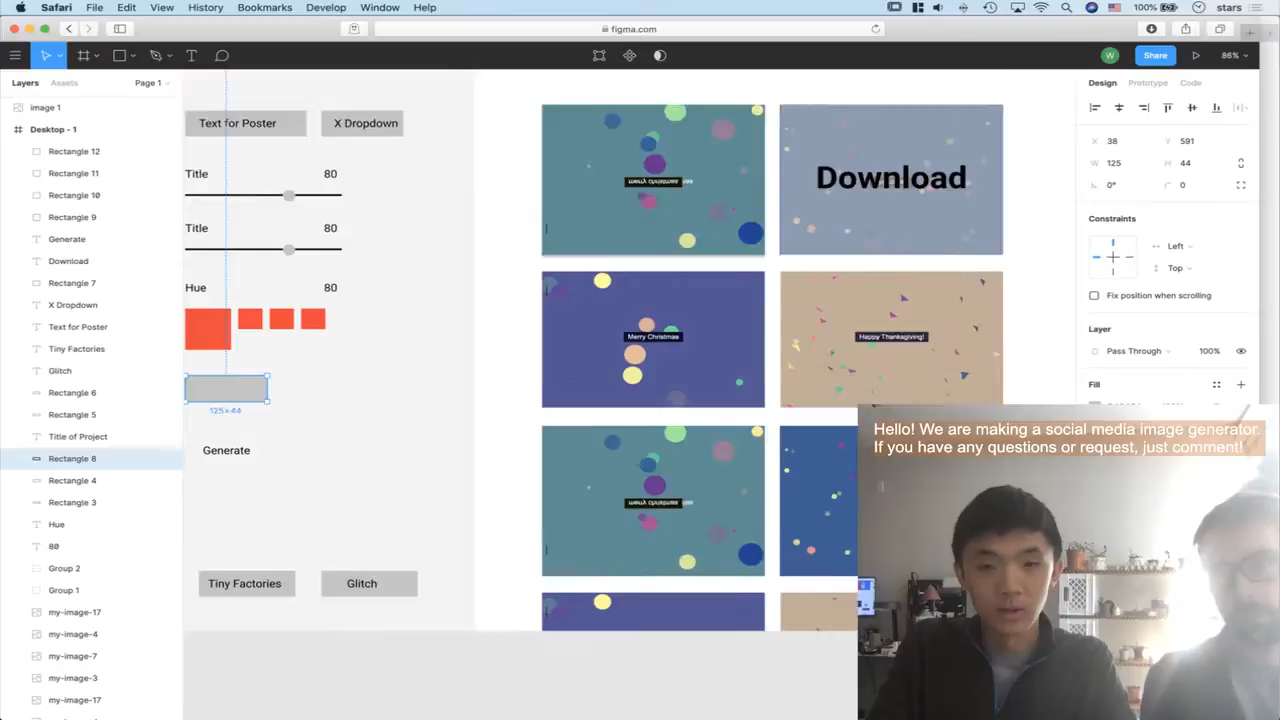 Safari File Edit View History Bookmarks Develop Window Help
100%
stars
figma.com
W
Share
86%
Layers
Assets
Page 1
image 1
Desktop - 1
Rectangle 12
Rectangle 11
Rectangle 10
Rectangle 9
Generate
Download
Rectangle 7
X Dropdown
Text for Poster
Tiny Factories
Glitch
Rectangle 6
Rectangle 5
Title of Project
Rectangle 8
Rectangle 4
Rectangle 3
Hue
80
Group 2
Group 1
my-image-17
my-image-4
my-image-7
my-image-3
my-image-17
Text for Poster
X Dropdown
Title 80
Title 80
Hue 80
125×44
Generate
Tiny Factories
Glitch
merry christmas
Download
Merry Christmas
Happy Thanksgiving!
merry christmas
Design
Prototype
Code
X 38
Y 591
W 125
H 44
0°
0
Constraints
Left
Top
Fix position when scrolling
Layer
Pass Through
100%
Fill
Hello! We are making a social media image generator.
If you have any questions or request, just comment!